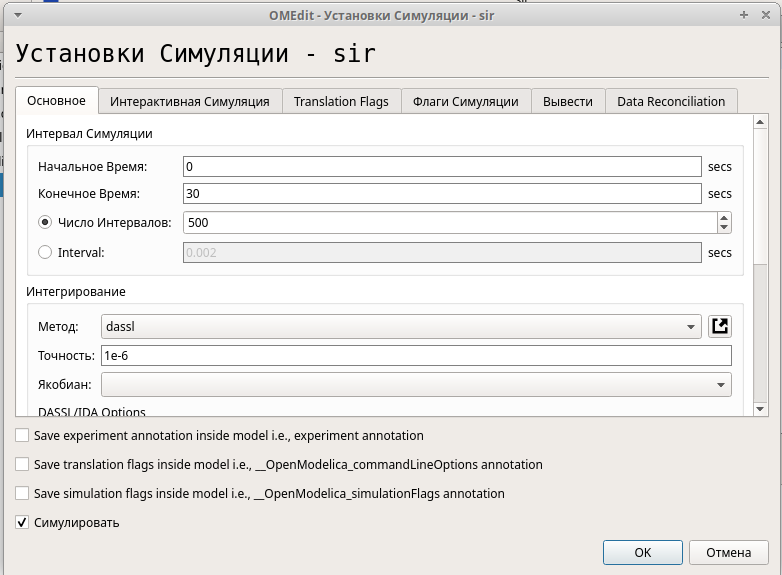 OMEdit - Установки Симуляции - sir
Установки Симуляции - sir
Основное Интерактивная Симуляция Translation Flags Флаги Симуляции Вывести Data Reconciliation
Интервал Симуляции
Начальное Время: 0 secs
Конечное Время: 30 secs
Число Интервалов: 500
Interval: 0.002 secs
Интегрирование
Метод: dassl
Точность: 1e-6
Якобиан:
DASSL/IDA Options
Save experiment annotation inside model i.e., experiment annotation
Save translation flags inside model i.e., __OpenModelica_commandLineOptions annotation
Save simulation flags inside model i.e., __OpenModelica_simulationFlags annotation
Симулировать
OK Отмена